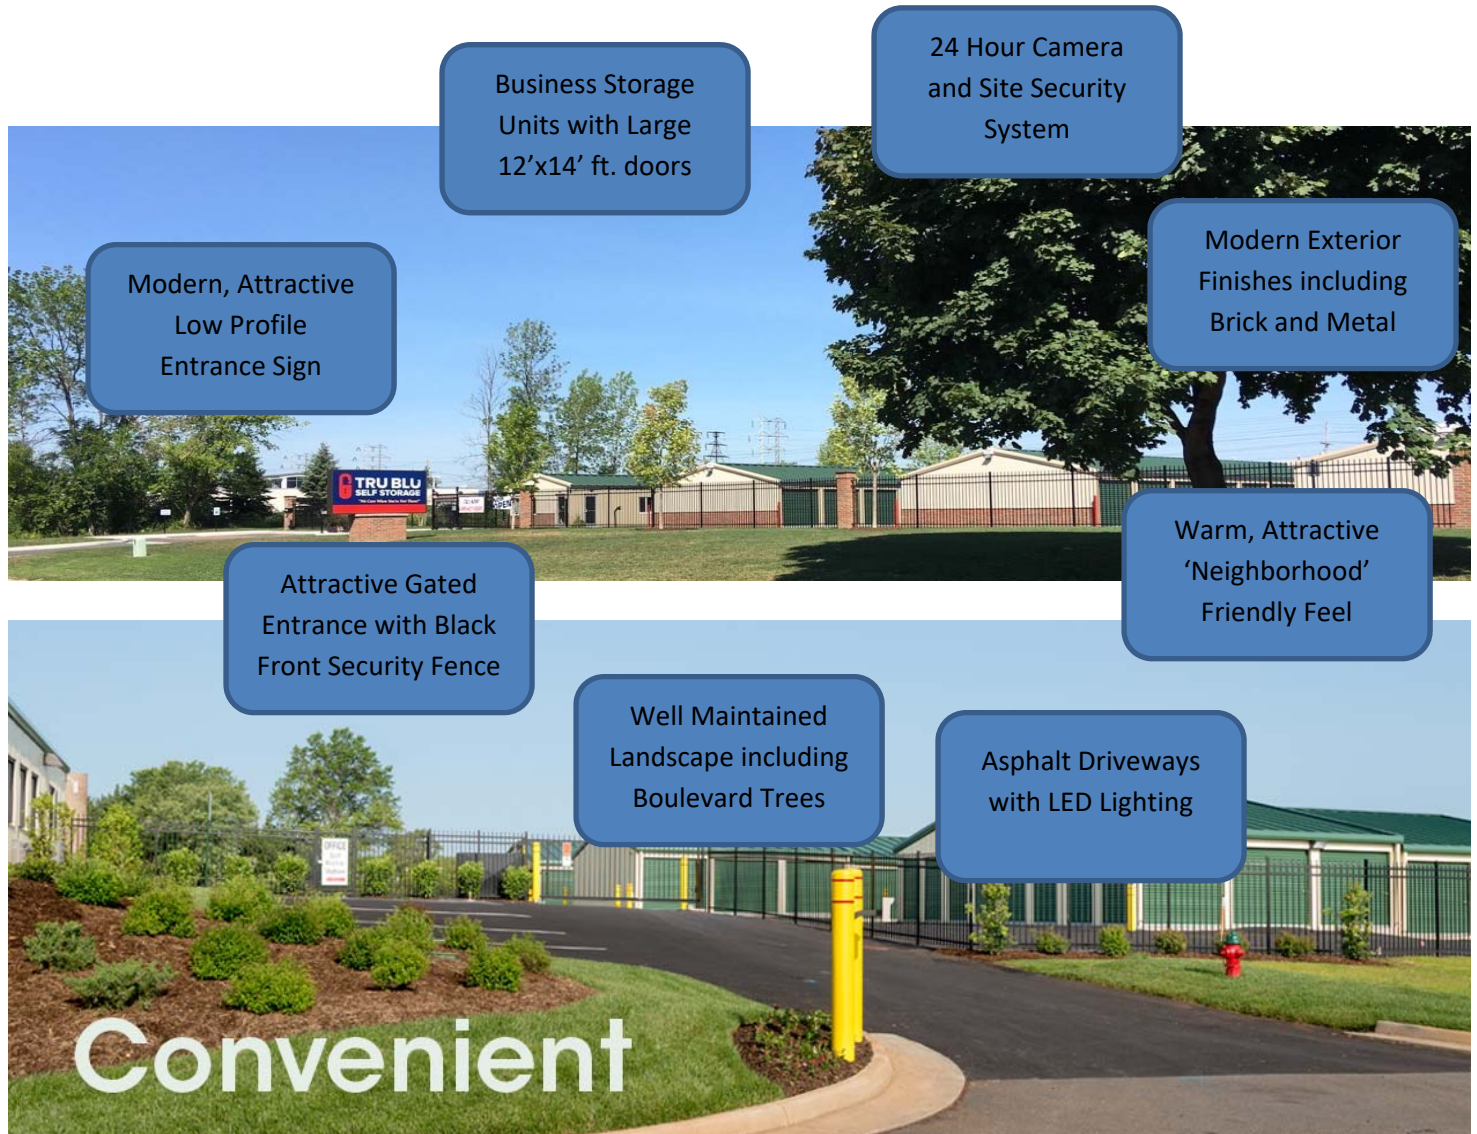 24 Hour Camera
and Site Security
System
Business Storage
Units with Large
12’x14’ ft. doors
Modern Exterior
Finishes including
Brick and Metal
Modern, Attractive
Low Profile
Entrance Sign
TRU BLU
SELF STORAGE
OPEN
Warm, Attractive
‘Neighborhood’
Friendly Feel
Attractive Gated
Entrance with Black
Front Security Fence
Well Maintained
Landscape including
Boulevard Trees
Asphalt Driveways
with LED Lighting
OFFICE
Convenient